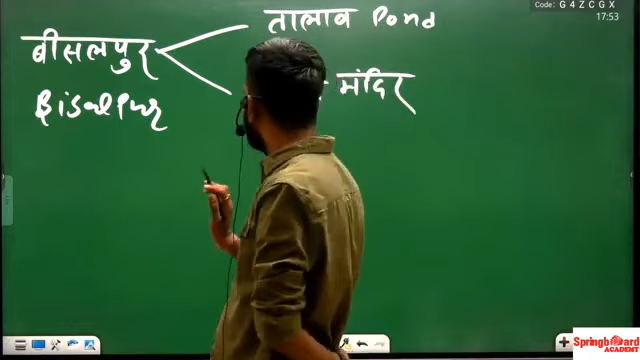 Code: G4ZCGX
17:53
तालाब Pond
बीसलपुर
मंदिर
Bisalpur
Springboard
ACADEMY